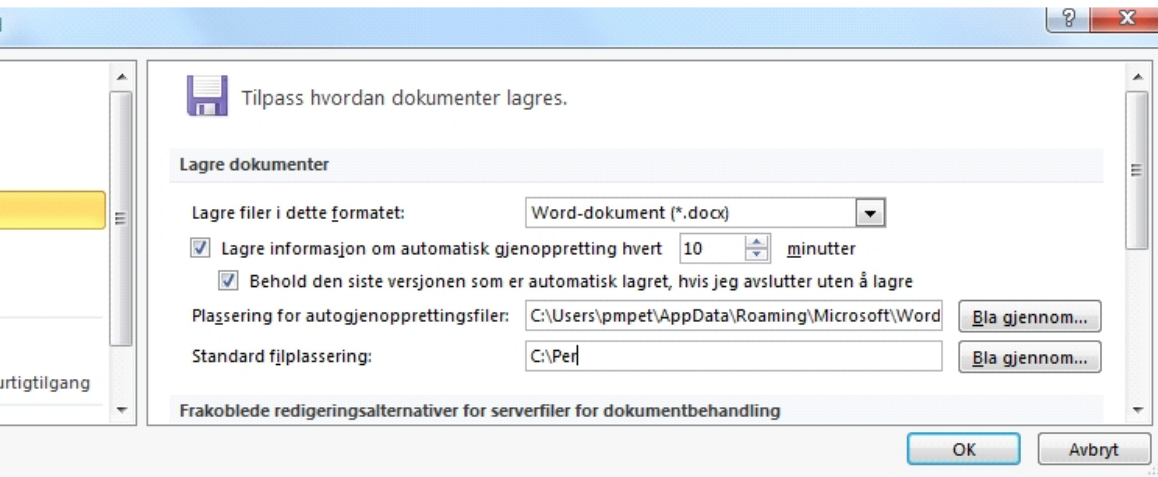 Tilpass hvordan dokumenter lagres.
Lagre dokumenter
Lagre filer i dette formatet: Word-dokument (*.docx)
Lagre informasjon om automatisk gjenoppretting hvert 10 minutter
Behold den siste versjonen som er automatisk lagret, hvis jeg avslutter uten å lagre
Plassering for autogjenopprettingsfiler: C:\Users\pmpet\AppData\Roaming\Microsoft\Word Bla gjennom...
Standard filplassering: C:\Per Bla gjennom...
urtigtilgang
Frakoblede redigeringsalternativer for serverfiler for dokumentbehandling
OK Avbryt